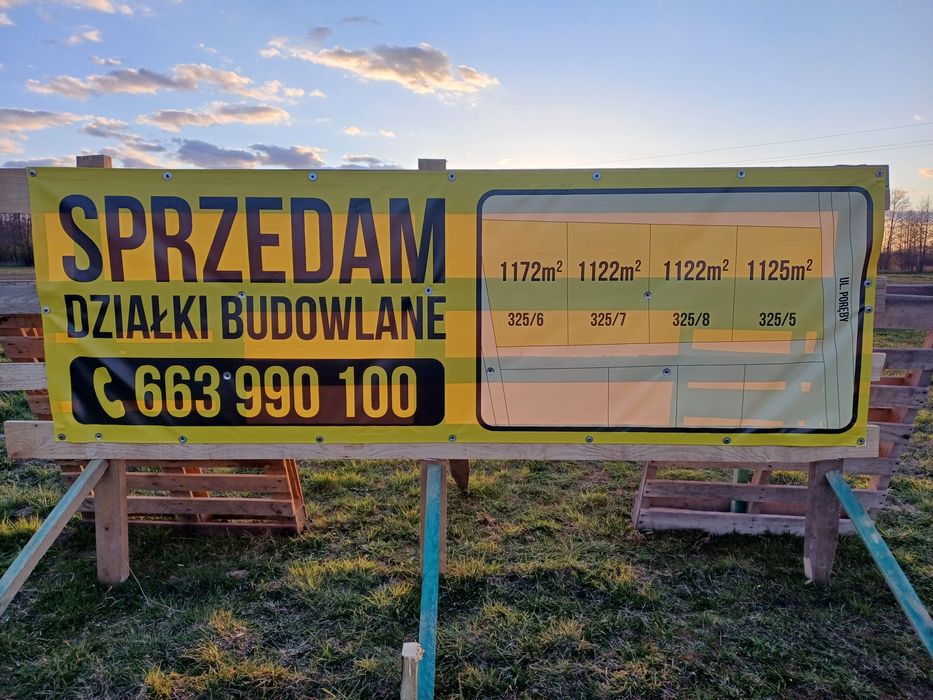 SPRZEDAM
DZIAŁKI BUDOWLANE
663 990 100
1172m² 1122m² 1122m² 1125m²
325/6 325/7 325/8 325/5
UL. PORĘBY